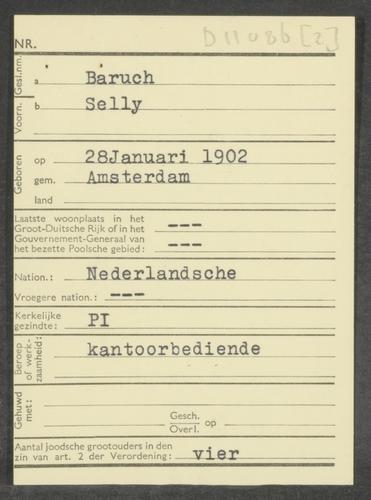 D11086 [2]
NR.
Gesl.nm. a Baruch
Voorn. b Selly
Geboren op 28Januari 1902
gem. Amsterdam
land
Laatste woonplaats in het
Groot-Duitsche Rijk of in het ---
Gouvernement-Generaal van
het bezette Poolsche gebied: ---
Nation.: Nederlandsche
Vroegere nation.: ---
Kerkelijke
gezindte: PI
Beroep of werk-zaamheid: kantoorbediende
Gehuwd met:
Gesch.
Overl. op
Aantal joodsche grootouders in den
zin van art. 2 der Verordening: vier